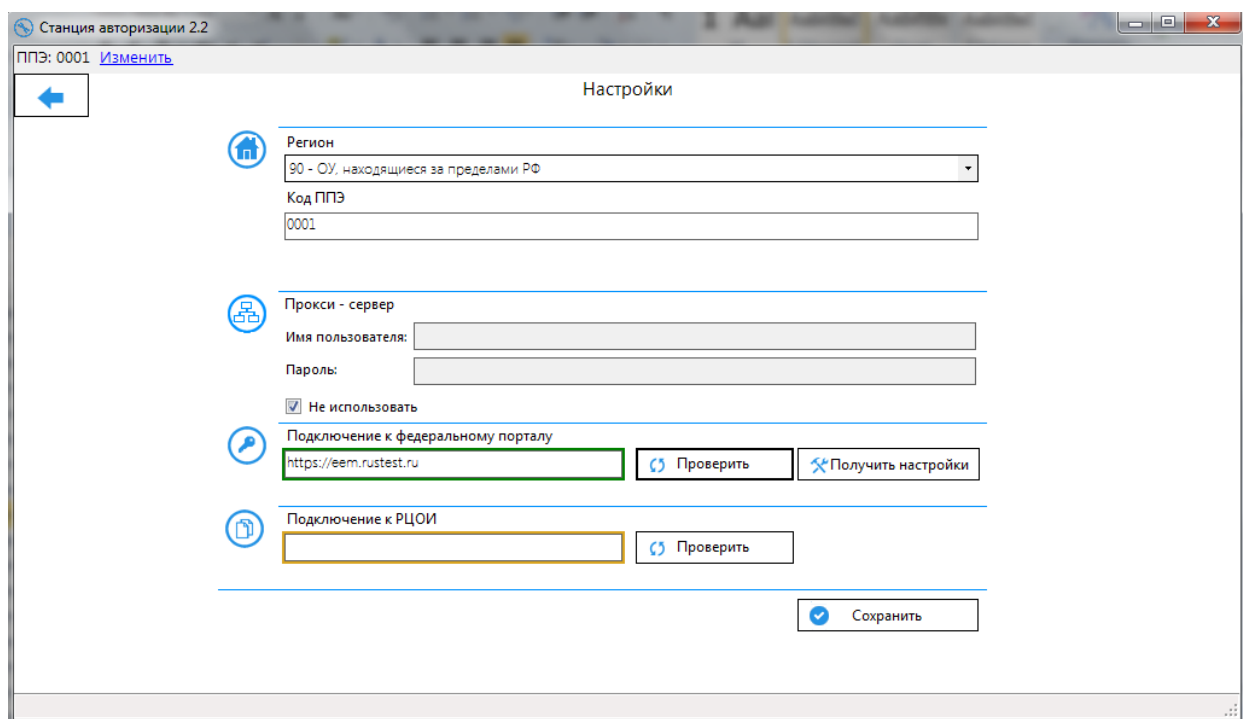 Станция авторизации 2.2
ППЭ: 0001 Изменить
Настройки
Регион
90 - ОУ, находящиеся за пределами РФ
Код ППЭ
0001
Прокси - сервер
Имя пользователя:
Пароль:
Не использовать
Подключение к федеральному порталу
https://eem.rustest.ru Проверить Получить настройки
Подключение к РЦОИ
Проверить
Сохранить